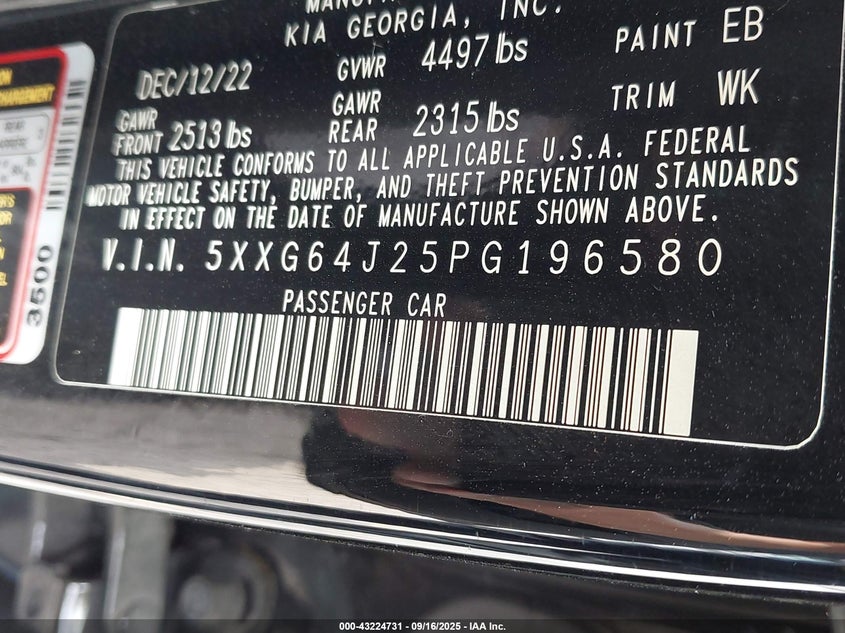 KIA GEORGIA, INC.
DEC/12/22 GVWR 4497 lbs PAINT EB
GAWR FRONT 2513 lbs GAWR REAR 2315 lbs TRIM WK
THIS VEHICLE CONFORMS TO ALL APPLICABLE U.S.A. FEDERAL
MOTOR VEHICLE SAFETY, BUMPER, AND THEFT PREVENTION STANDARDS
IN EFFECT ON THE DATE OF MANUFACTURE SHOWN ABOVE.
V.I.N. 5XXG64J25PG196580
PASSENGER CAR
3500
REAR
000-43224731 - 09/16/2025 - IAA Inc.